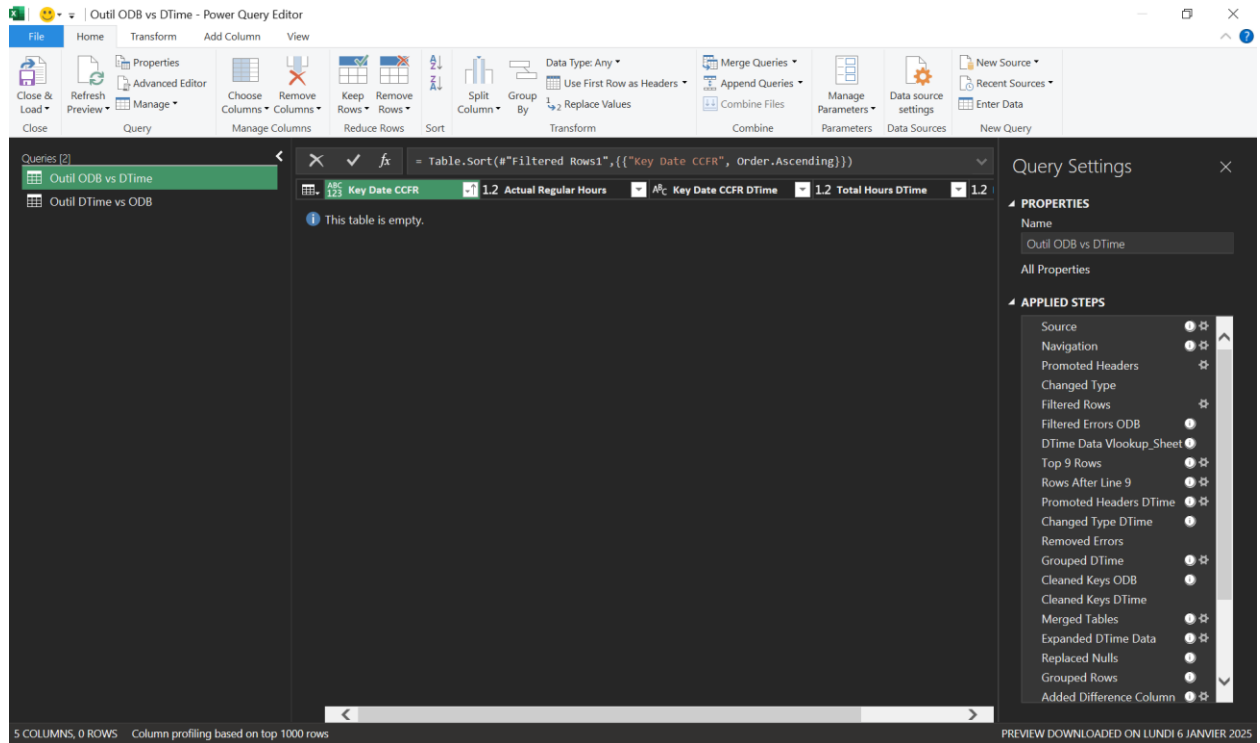 Outil ODB vs DTime - Power Query Editor
File Home Transform Add Column View
Close & Load
Refresh Preview
Properties
Advanced Editor
Manage
Choose Columns
Remove Columns
Keep Rows
Remove Rows
Split Column
Group By
Data Type: Any
Use First Row as Headers
Replace Values
Merge Queries
Append Queries
Combine Files
Manage Parameters
Data source settings
New Source
Recent Sources
Enter Data
Close Query Manage Columns Reduce Rows Sort Transform Combine Parameters Data Sources New Query
Queries [2]
Outil ODB vs DTime
Outil DTime vs ODB
fx = Table.Sort(#"Filtered Rows1",{{"Key Date CCFR", Order.Ascending}})
ABC 123 Key Date CCFR 1.2 Actual Regular Hours ABC Key Date CCFR DTime 1.2 Total Hours DTime 1.2
This table is empty.
Query Settings
PROPERTIES
Name
Outil ODB vs DTime
All Properties
APPLIED STEPS
Source
Navigation
Promoted Headers
Changed Type
Filtered Rows
Filtered Errors ODB
DTime Data Vlookup_Sheet
Top 9 Rows
Rows After Line 9
Promoted Headers DTime
Changed Type DTime
Removed Errors
Grouped DTime
Cleaned Keys ODB
Cleaned Keys DTime
Merged Tables
Expanded DTime Data
Replaced Nulls
Grouped Rows
Added Difference Column
5 COLUMNS, 0 ROWS Column profiling based on top 1000 rows
PREVIEW DOWNLOADED ON LUNDI 6 JANVIER 2025